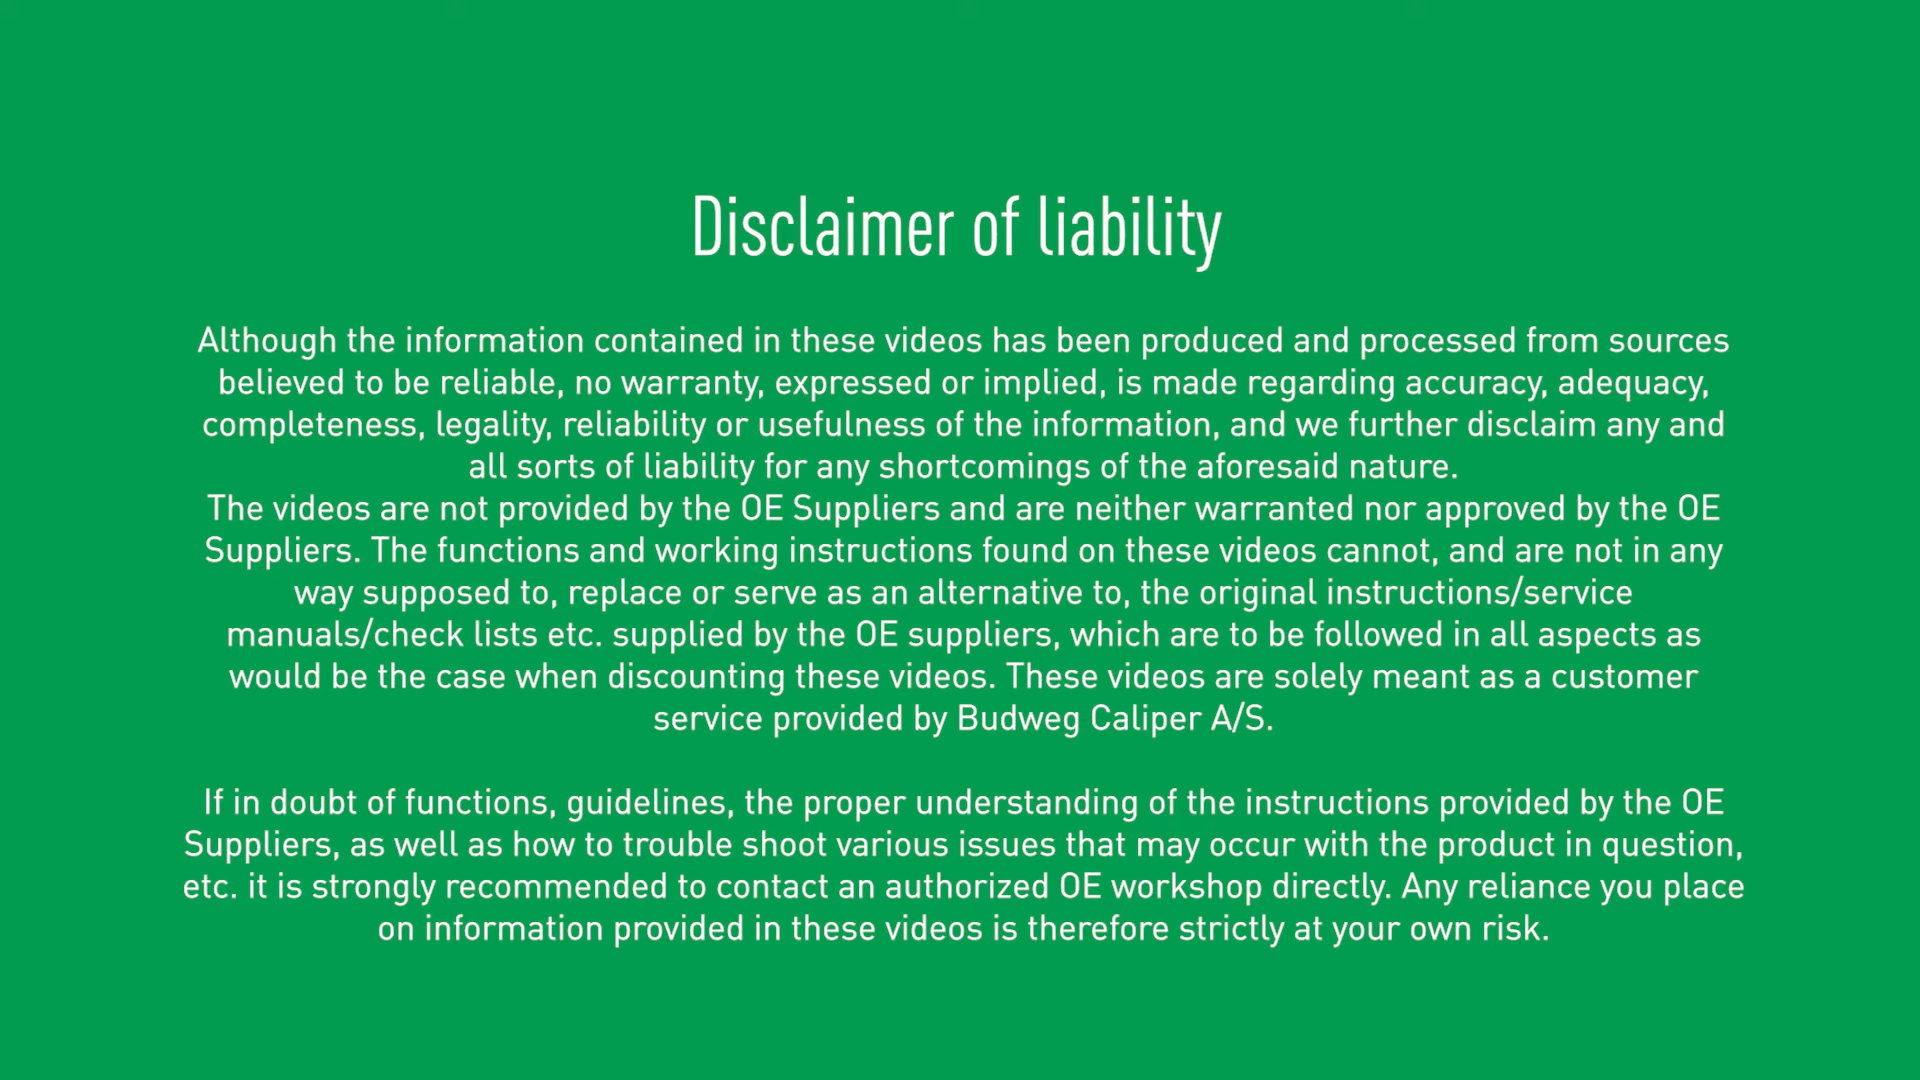 Disclaimer of liability
Although the information contained in these videos has been produced and processed from sources
believed to be reliable, no warranty, expressed or implied, is made regarding accuracy, adequacy,
completeness, legality, reliability or usefulness of the information, and we further disclaim any and
all sorts of liability for any shortcomings of the aforesaid nature.
The videos are not provided by the OE Suppliers and are neither warranted nor approved by the OE
Suppliers. The functions and working instructions found on these videos cannot, and are not in any
way supposed to, replace or serve as an alternative to, the original instructions/service
manuals/check lists etc. supplied by the OE suppliers, which are to be followed in all aspects as
would be the case when discounting these videos. These videos are solely meant as a customer
service provided by Budweg Caliper A/S.
If in doubt of functions, guidelines, the proper understanding of the instructions provided by the OE
Suppliers, as well as how to trouble shoot various issues that may occur with the product in question,
etc. it is strongly recommended to contact an authorized OE workshop directly. Any reliance you place
on information provided in these videos is therefore strictly at your own risk.